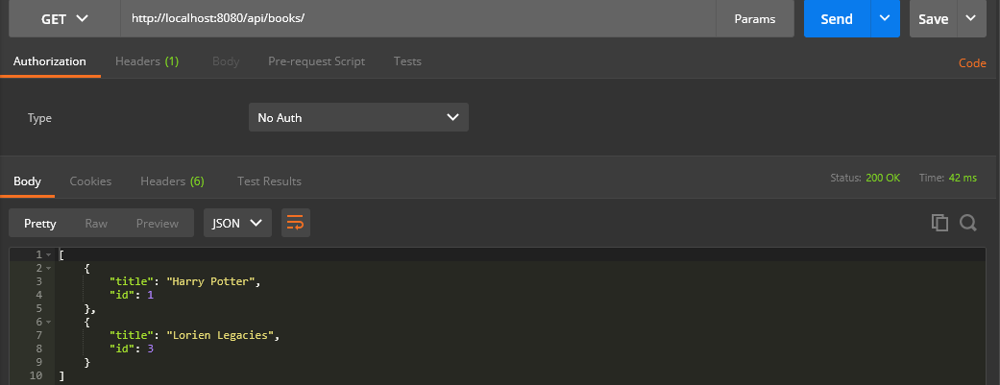 GET http://localhost:8080/api/books/ Params Send Save
Authorization Headers (1) Body Pre-request Script Tests Code
Type No Auth
Body Cookies Headers (6) Test Results Status: 200 OK Time: 42 ms
Pretty Raw Preview JSON
1 [
2 {
3 "title": "Harry Potter",
4 "id": 1
5 },
6 {
7 "title": "Lorien Legacies",
8 "id": 3
9 }
10 ]